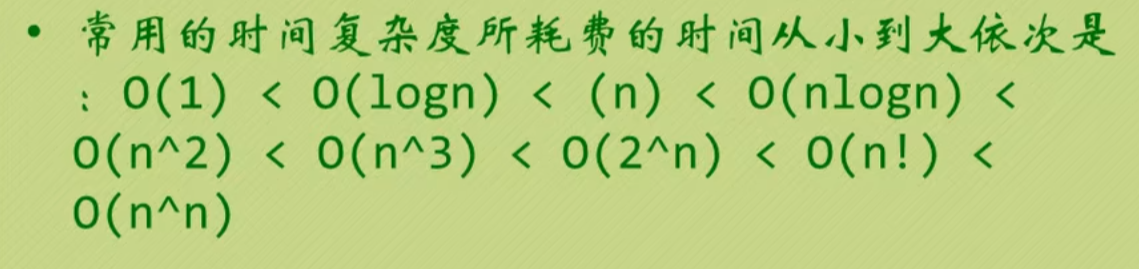 • 常用的时间复杂度所耗费的时间从小到大依次是
：O(1) < O(logn) < (n) < O(nlogn) <
O(n^2) < O(n^3) < O(2^n) < O(n!) <
O(n^n)